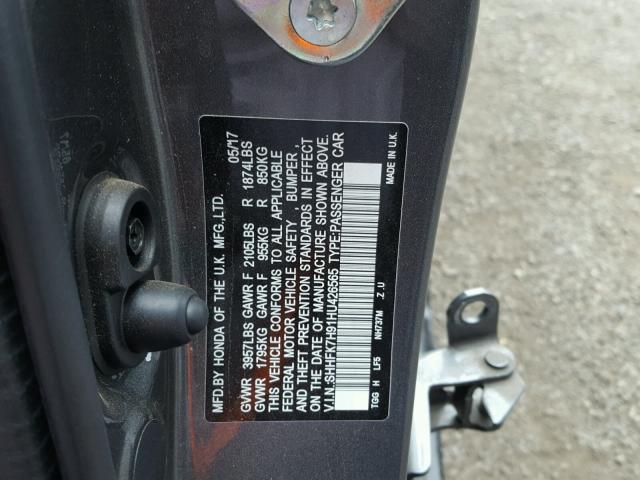 MFD.BY HONDA OF THE U.K. MFG.,LTD. 05/17
GVWR 3957LBS GAWR F 2105LBS R 1874LBS
GVWR 1795KG GAWR F 955KG R 850KG
THIS VEHICLE CONFORMS TO ALL APPLICABLE
FEDERAL MOTOR VEHICLE SAFETY , BUMPER ,
AND THEFT PREVENTION STANDARDS IN EFFECT
ON THE DATE OF MANUFACTURE SHOWN ABOVE.
V.I.N.:SHHFK7H91HU426565 TYPE:PASSENGER CAR
TGG H LF5 NH737M Z U MADE IN U.K.